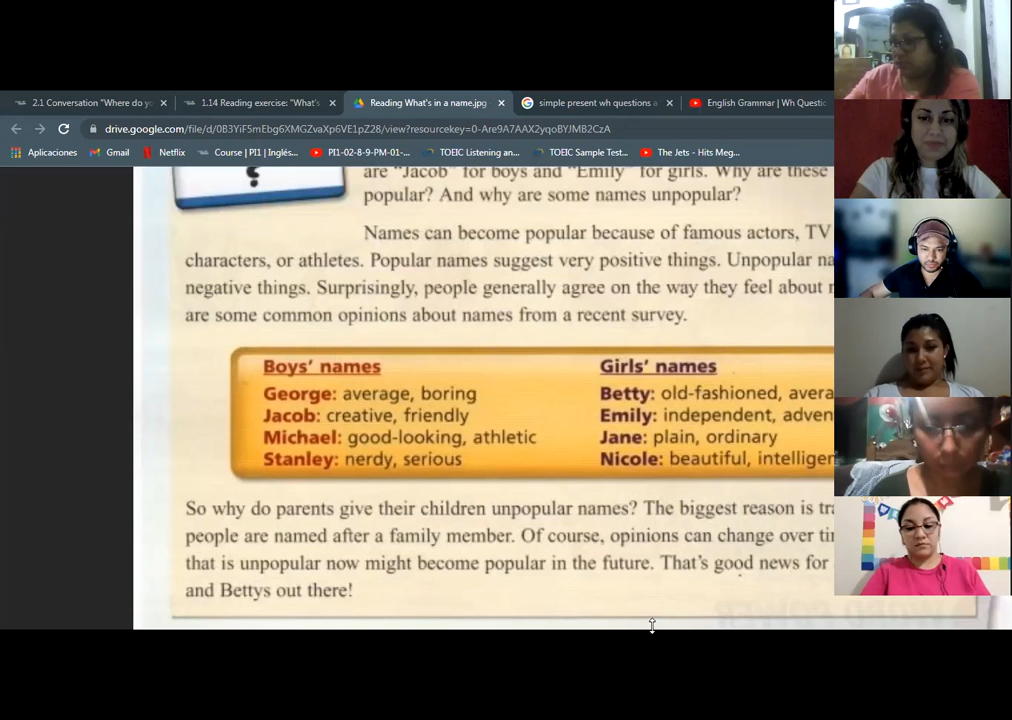 2.1 Conversation "Where do yo
1.14 Reading exercise: "What's
Reading What's in a name.jpg
simple present wh questions a
English Grammar | Wh Questic
drive.google.com/file/d/0B3YiF5mEbg6XMGZvaXp6VE1pZ28/view?resourcekey=0-Are9A7AAX2yqoBYJMB2CzA
Aplicaciones
Gmail
Netflix
Course | PI1 | Inglés...
PI1-02-8-9-PM-01-...
TOEIC Listening an...
TOEIC Sample Test...
The Jets - Hits Meg...
?
are "Jacob" for boys and "Emily" for girls. Why are these
popular? And why are some names unpopular?
Names can become popular because of famous actors, TV
characters, or athletes. Popular names suggest very positive things. Unpopular na
negative things. Surprisingly, people generally agree on the way they feel about
are some common opinions about names from a recent survey.
Boys' names
George: average, boring
Jacob: creative, friendly
Michael: good-looking, athletic
Stanley: nerdy, serious
Girls' names
Betty: old-fashioned, avera
Emily: independent, adven
Jane: plain, ordinary
Nicole: beautiful, intelligen
So why do parents give their children unpopular names? The biggest reason is tra
people are named after a family member. Of course, opinions can change over tin
that is unpopular now might become popular in the future. That's good news for
and Bettys out there!